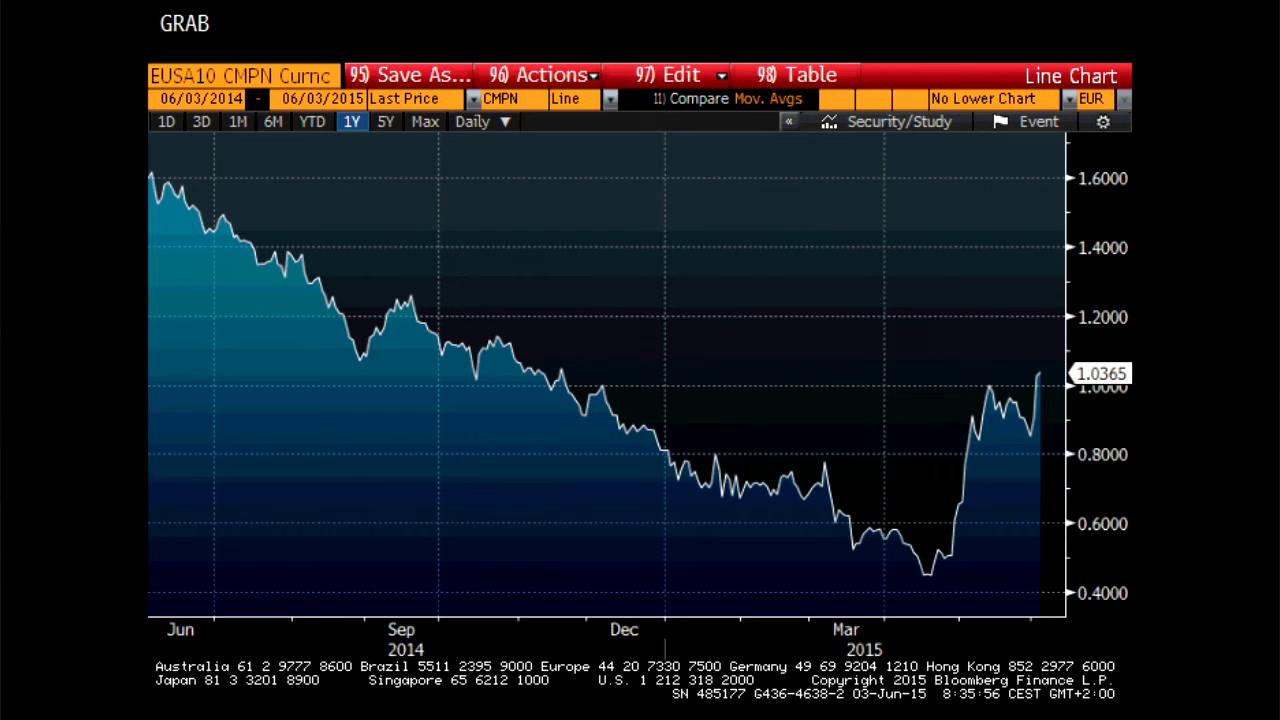 GRAB
EUSA10 CMPN Curnc 95) Save As... 96) Actions 97) Edit 98) Table Line Chart
06/03/2014 - 06/03/2015 Last Price CMPN Line 11) Compare Mov. Avgs No Lower Chart EUR
1D 3D 1M 6M YTD 1Y 5Y Max Daily ▼ « Security/Study Event
1.6000
1.4000
1.2000
1.0365
1.0000
0.8000
0.6000
0.4000
Jun Sep Dec Mar
2014 2015
Australia 61 2 9777 8600 Brazil 5511 2395 9000 Europe 44 20 7330 7500 Germany 49 69 9204 1210 Hong Kong 852 2977 6000
Japan 81 3 3201 8900 Singapore 65 6212 1000 U.S. 1 212 318 2000 Copyright 2015 Bloomberg Finance L.P.
SN 485177 G436-4638-2 03-Jun-15 8:35:56 CEST GMT+2:00